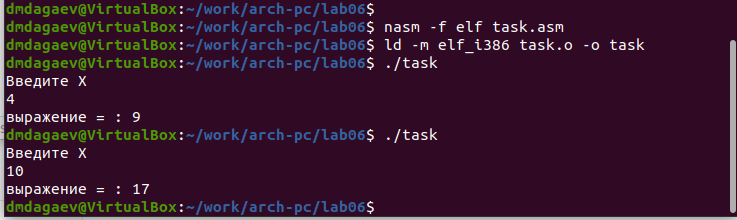 dmdagaev@VirtualBox:~/work/arch-pc/lab06$
dmdagaev@VirtualBox:~/work/arch-pc/lab06$ nasm -f elf task.asm
dmdagaev@VirtualBox:~/work/arch-pc/lab06$ ld -m elf_i386 task.o -o task
dmdagaev@VirtualBox:~/work/arch-pc/lab06$ ./task
Введите X
4
выражение = : 9
dmdagaev@VirtualBox:~/work/arch-pc/lab06$ ./task
Введите X
10
выражение = : 17
dmdagaev@VirtualBox:~/work/arch-pc/lab06$